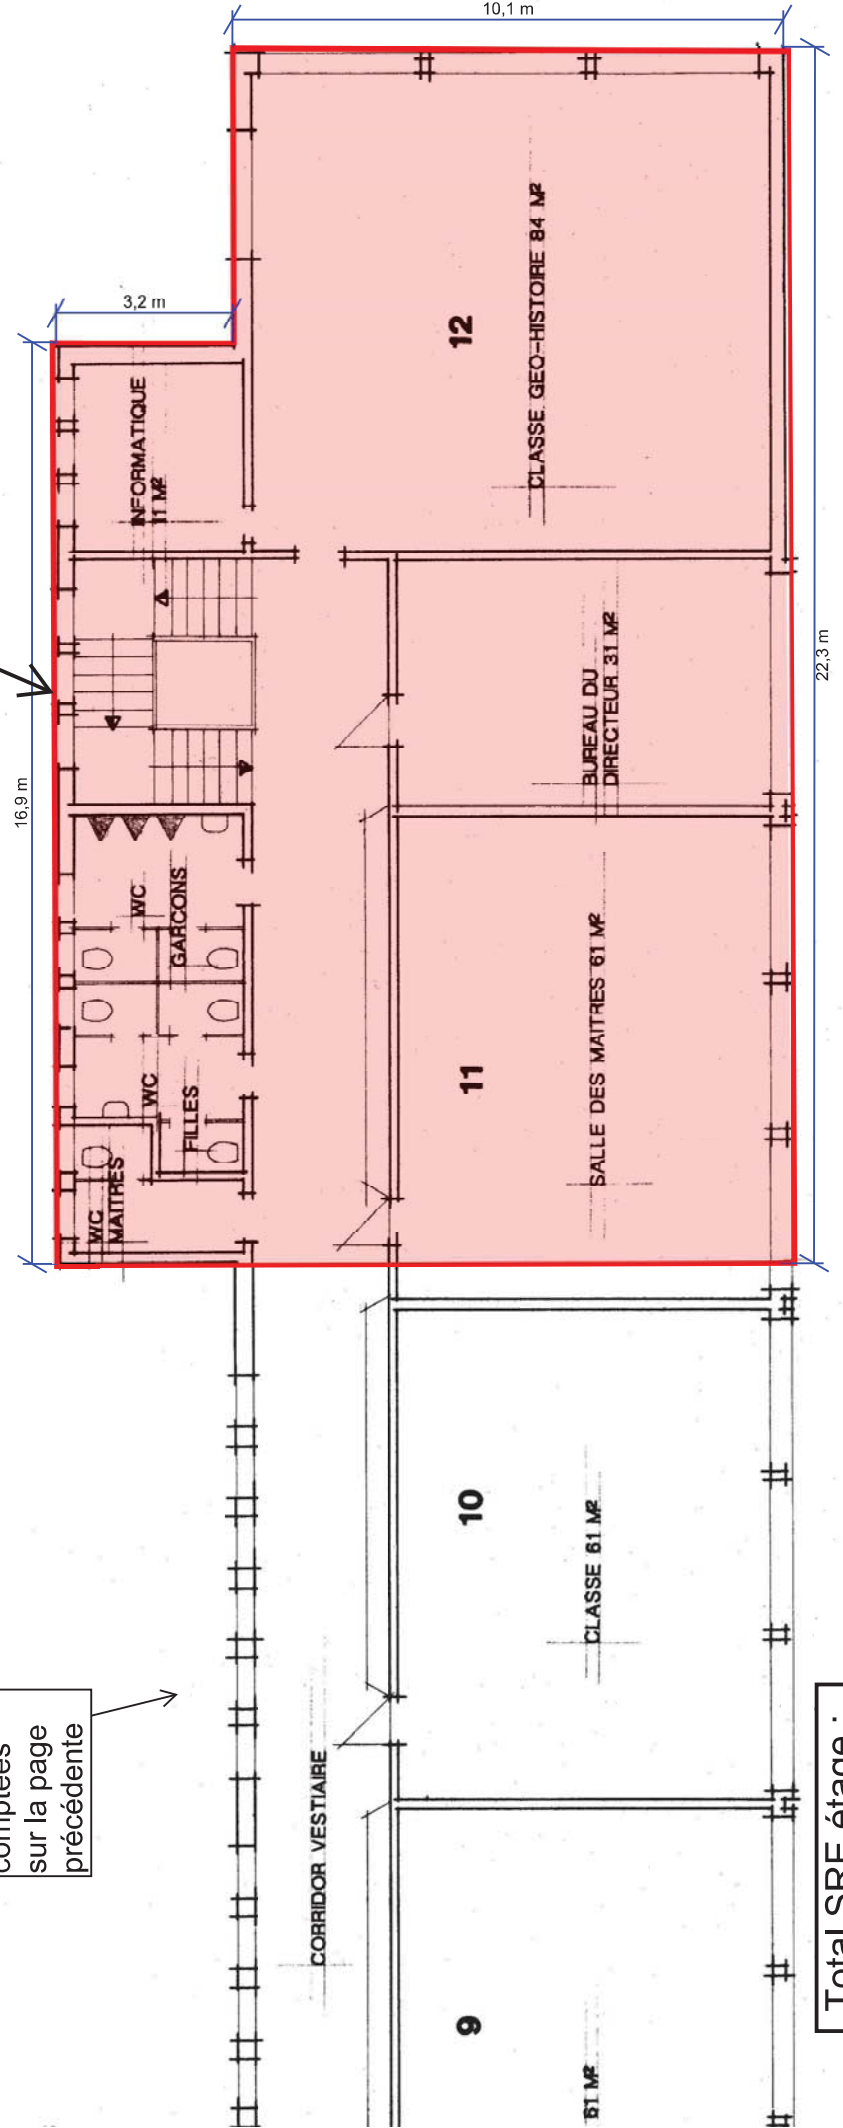 10,1 m
3,2 m
INFORMATIQUE
11 M²
12
CLASSE GEO-HISTOIRE 84 M²
22,3 m
BUREAU DU
DIRECTEUR 31 M²
16,9 m
WC
GARCONS
WC
FILLES
WC
MAITRES
11
SALLE DES MAITRES 61 M²
10
CLASSE 61 M²
comptées
sur la page
précédente
CORRIDOR VESTIAIRE
Total SRE étage :
9
61 M²